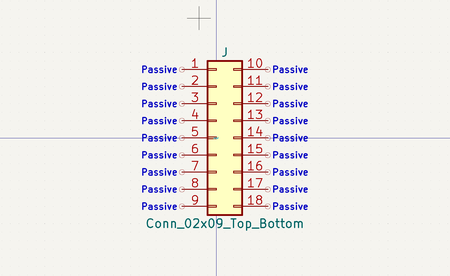 J
Passive 1 10 Passive
Passive 2 11 Passive
Passive 3 12 Passive
Passive 4 13 Passive
Passive 5 14 Passive
Passive 6 15 Passive
Passive 7 16 Passive
Passive 8 17 Passive
Passive 9 18 Passive
Conn_02x09_Top_Bottom